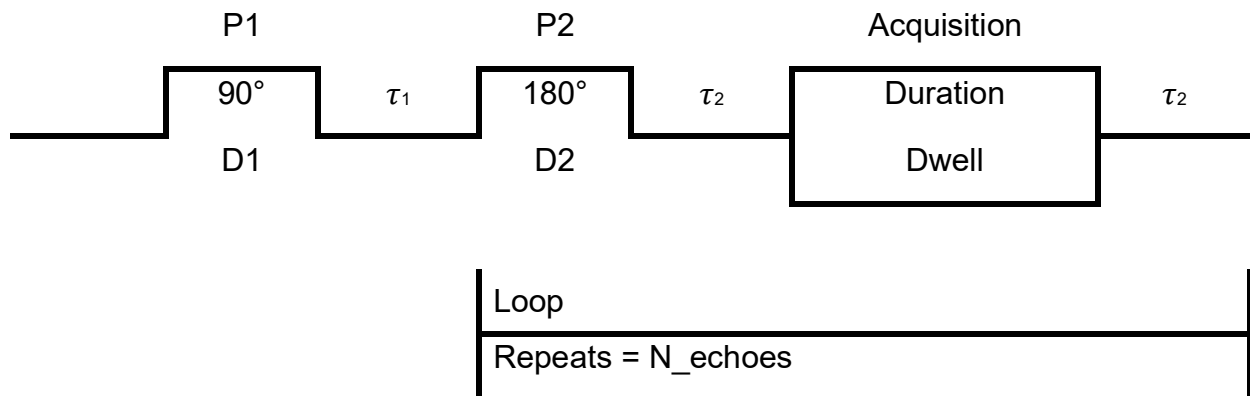 P1 P2 Acquisition
90° τ₁ 180° τ₂ Duration τ₂
D1 D2 Dwell
Loop
Repeats = N_echoes